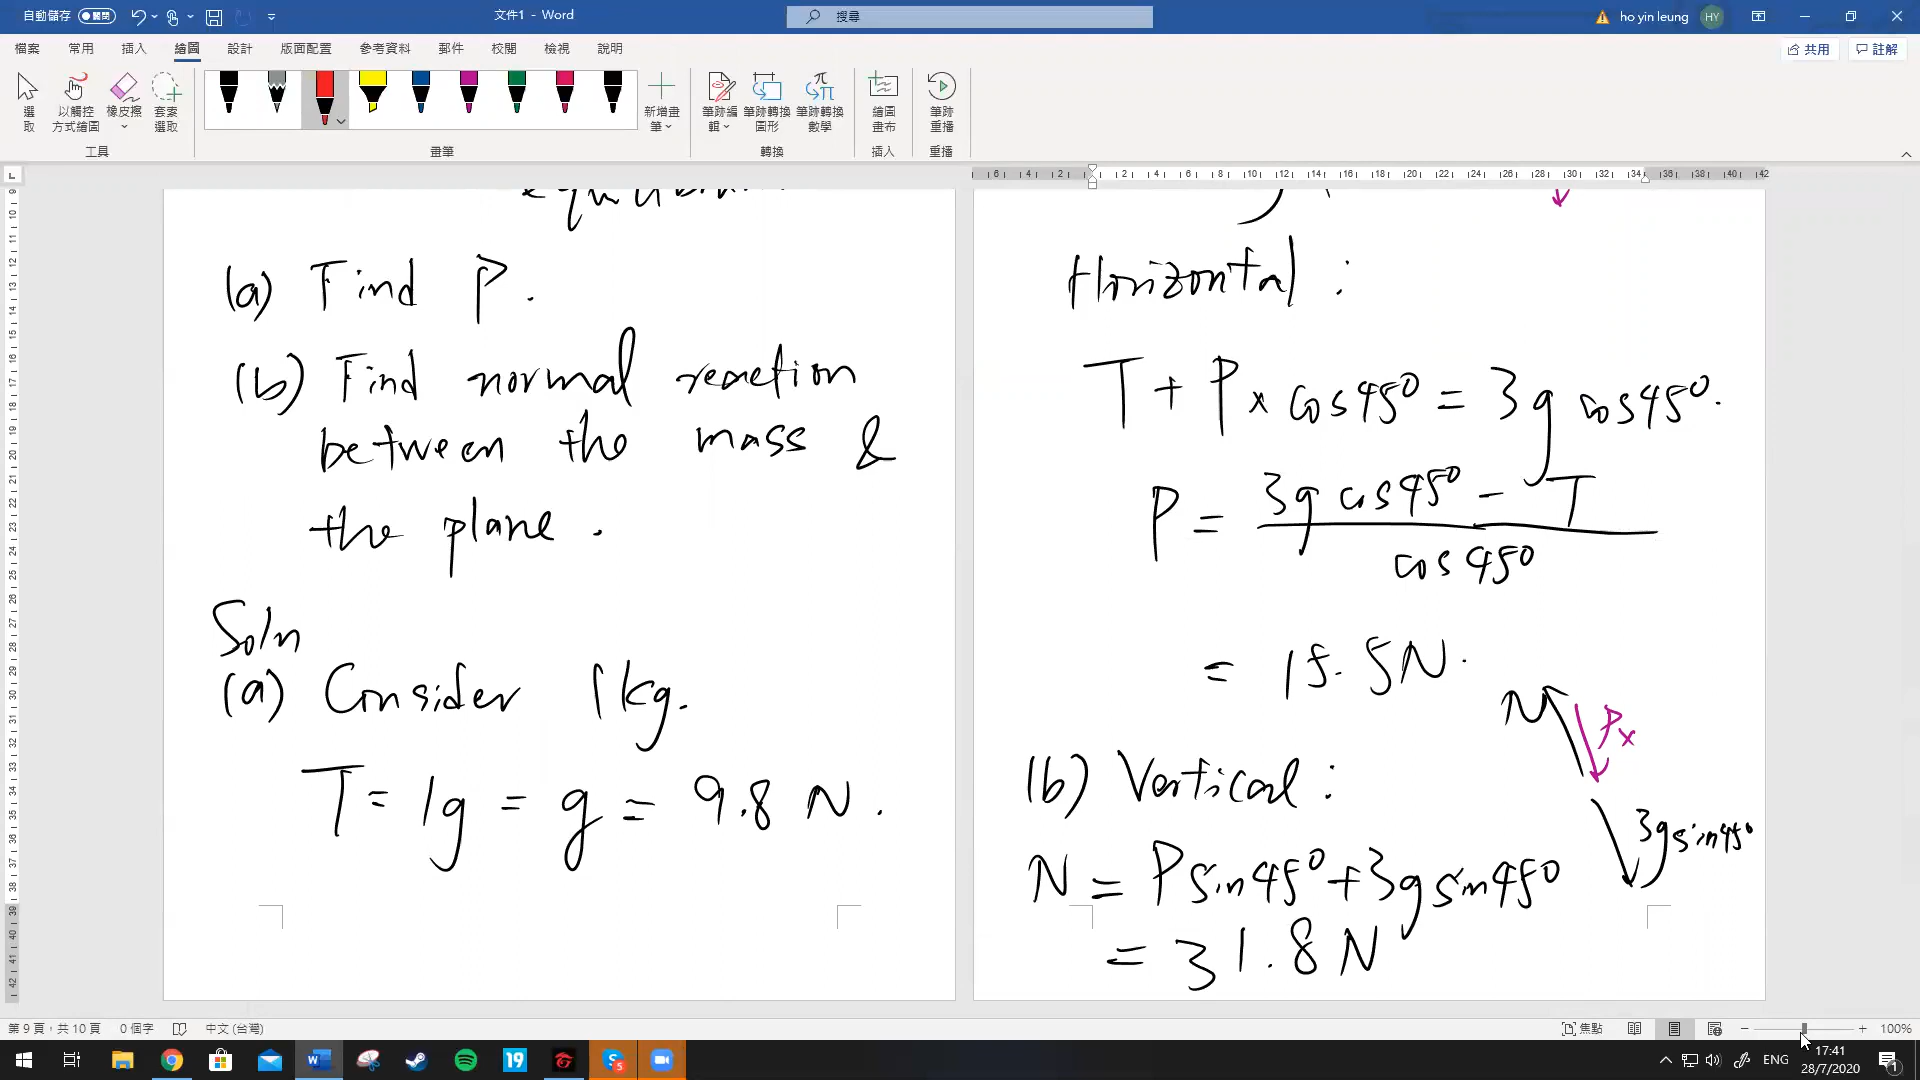 自動儲存
關閉
文件1 - Word
搜尋
ho yin leung
HY
檔案 常用 插入 繪圖 設計 版面配置 參考資料 郵件 校閱 檢視 說明
共用
註解
選取
以觸控方式繪圖
橡皮擦
套索選取
新增畫筆
筆跡編輯
筆跡轉換圖形
筆跡轉換數學
繪圖畫布
筆跡重播
工具
畫筆
轉換
插入
重播
equilibrium
(a) Find P.
(b) Find normal reaction
between the mass &
the plane.
Soln
(a) Consider 1kg.
T = 1g = g = 9.8 N.
Horizontal :
T + P × cos45° = 3g cos45°.
P = 3g cos45° - T
cos45°
= 15.5N.
N
Px
3g sin45°
(b) Vertical :
N = P sin45° + 3g sin45°
= 31.8 N
第 9 頁，共 10 頁 0 個字 中文 (台灣)
焦點
100%
19
S
5
ENG
17:41
28/7/2020
1